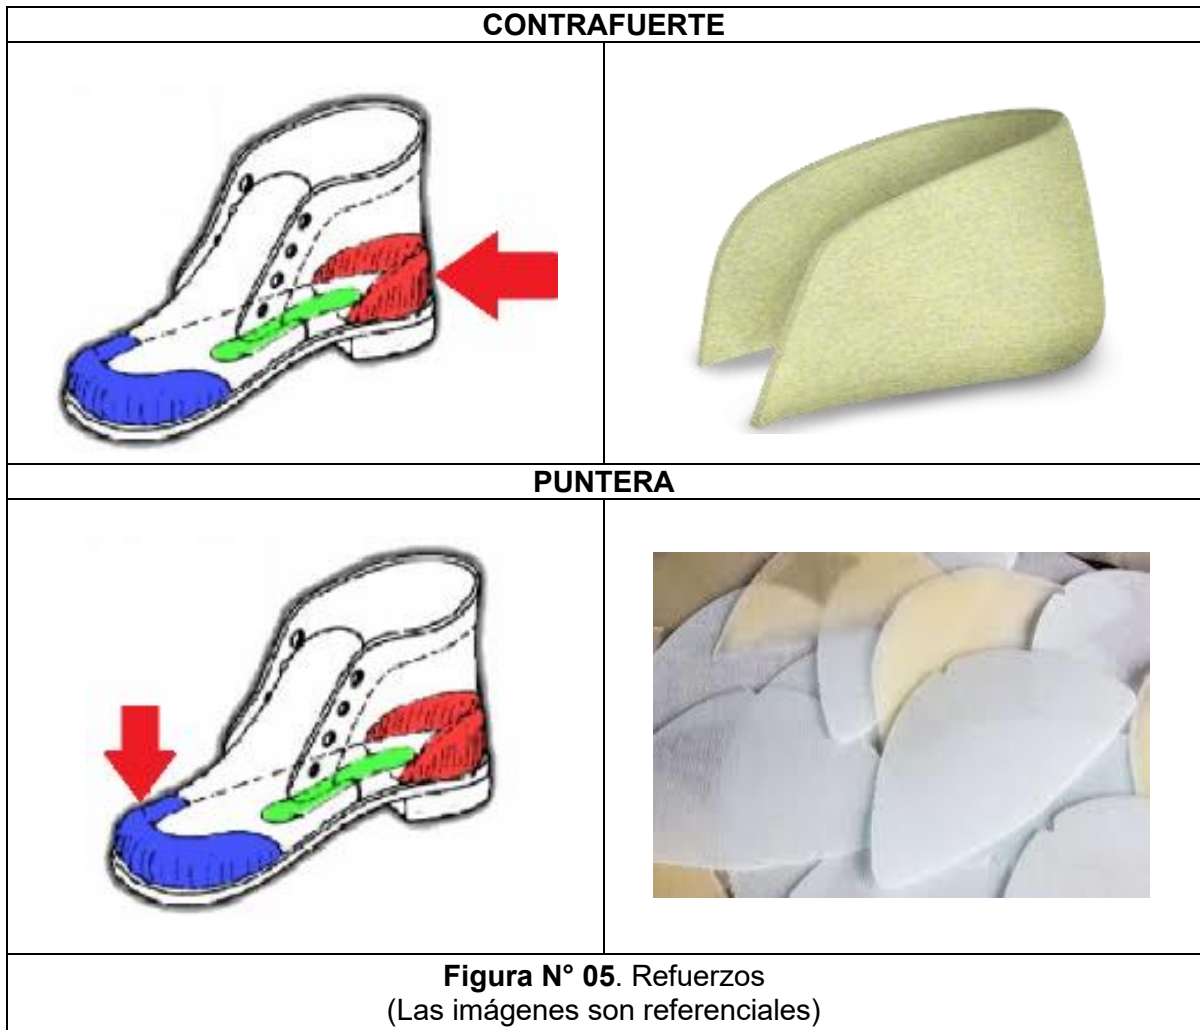 CONTRAFUERTE
PUNTERA
Figura N° 05. Refuerzos
(Las imágenes son referenciales)